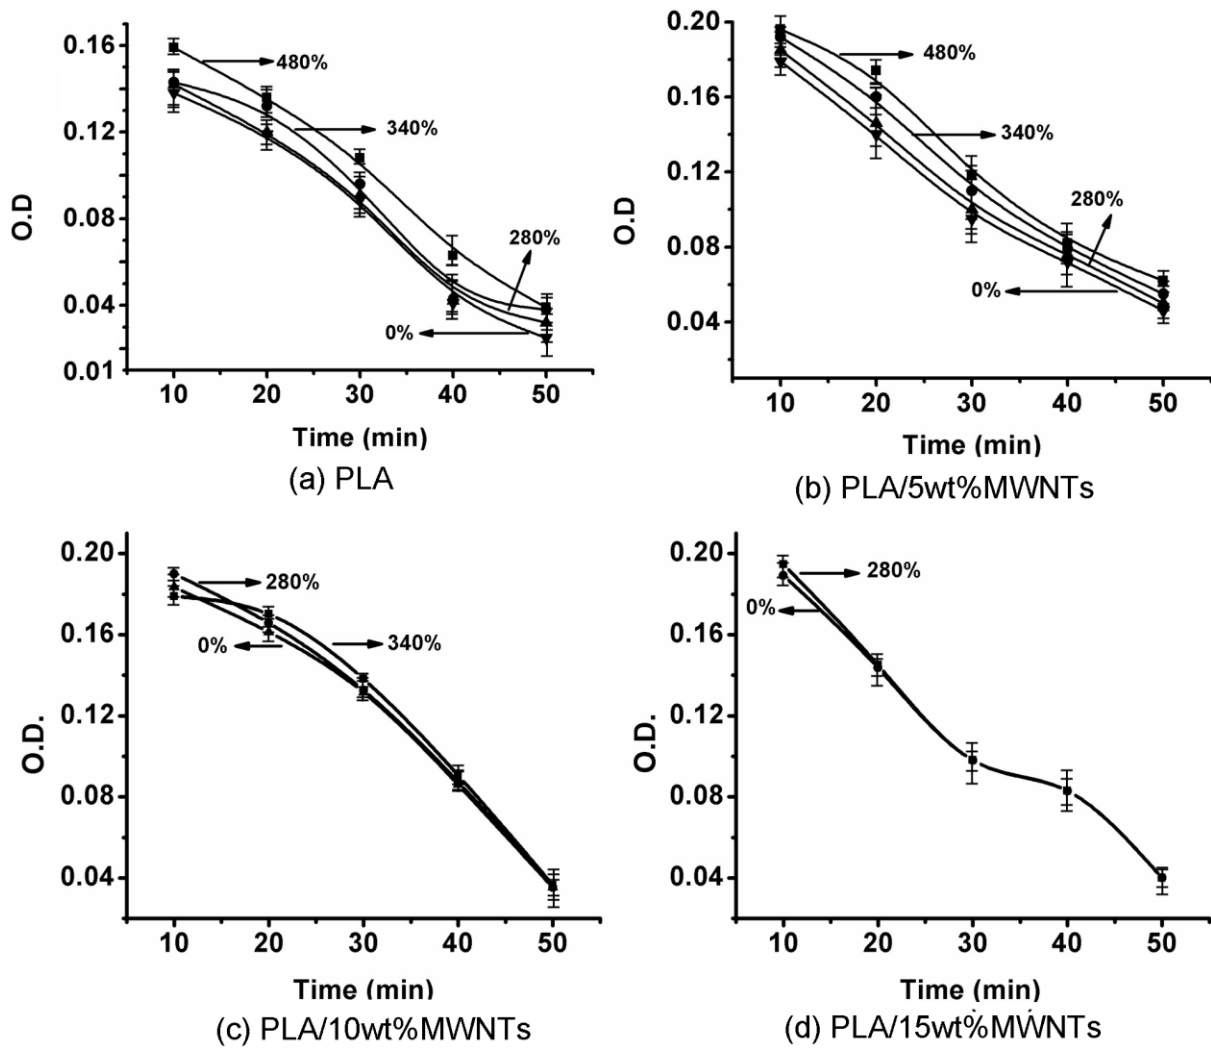 0.16
0.12
0.08
0.04
0.01
O.D
480%
340%
280%
0%
10 20 30 40 50
Time (min)
(a) PLA
0.20
0.16
0.12
0.08
0.04
O.D
480%
340%
280%
0%
10 20 30 40 50
Time (min)
(b) PLA/5wt%MWNTs
0.20
0.16
0.12
0.08
0.04
O.D.
280%
340%
0%
10 20 30 40 50
Time (min)
(c) PLA/10wt%MWNTs
0.20
0.16
0.12
0.08
0.04
O.D.
280%
0%
10 20 30 40 50
Time (min)
(d) PLA/15wt%MWNTs